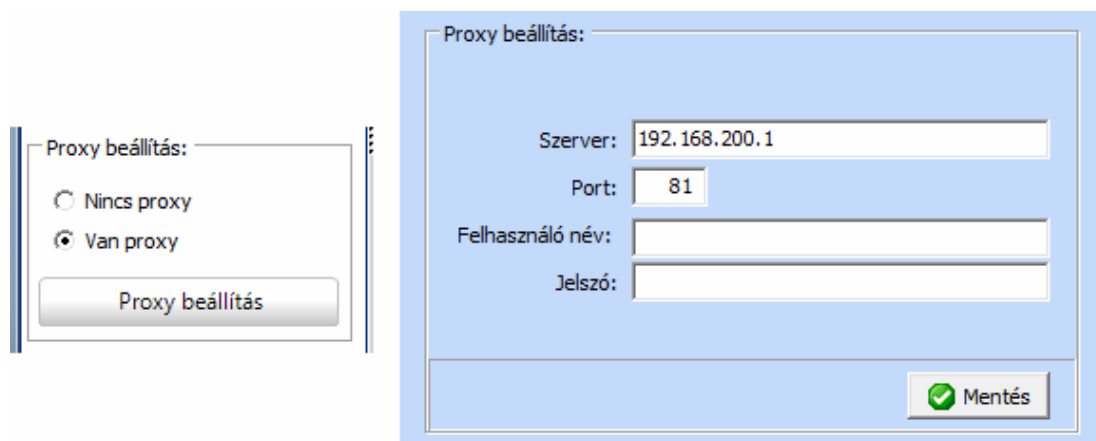 Proxy beállítás:
Nincs proxy
Van proxy
Proxy beállítás
Proxy beállítás:
Szerver: 192.168.200.1
Port: 81
Felhasználó név:
Jelszó:
Mentés